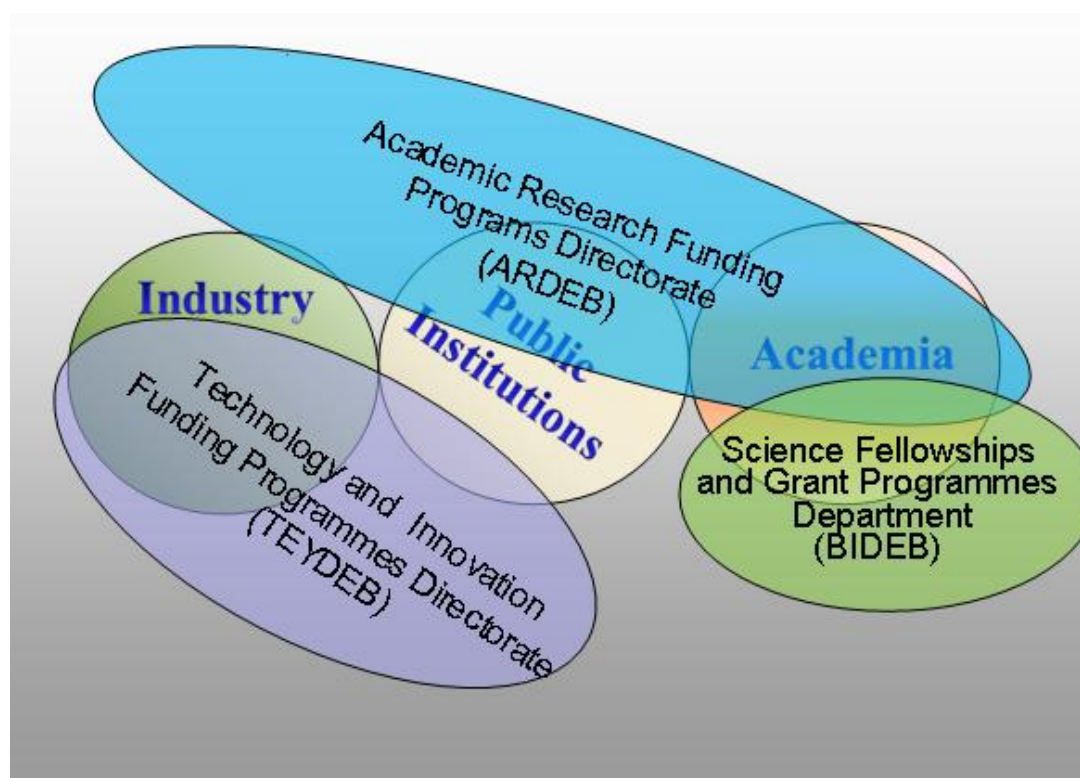 Academic Research Funding
Programs Directorate
(ARDEB)
Industry
Public
Institutions
Academia
Technology and Innovation
Funding Programmes Directorate
(TEYDEB)
Science Fellowships
and Grant Programmes
Department
(BIDEB)